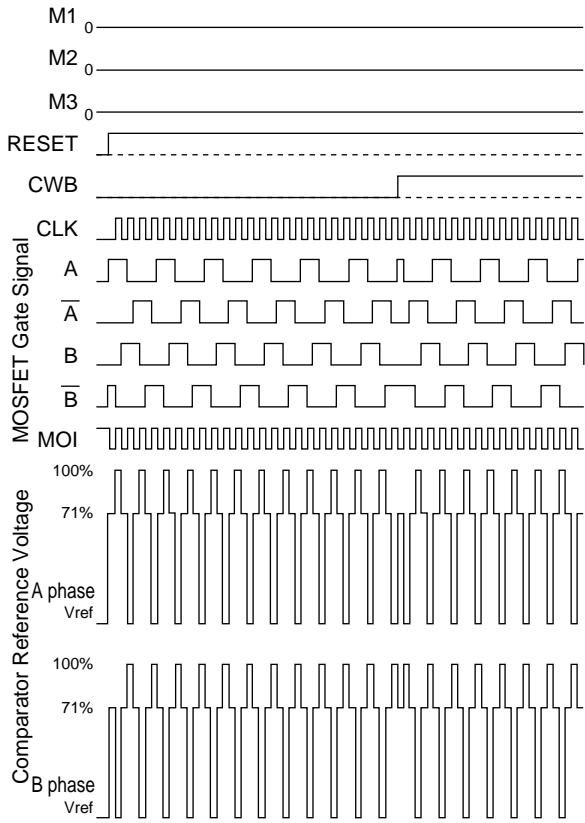 M1 0
M2 0
M3 0
RESET
CWB
CLK
MOSFET Gate Signal
A
A̅
B
B̅
MOI
Comparator Reference Voltage
100%
71%
A phase
Vref
100%
71%
B phase
Vref